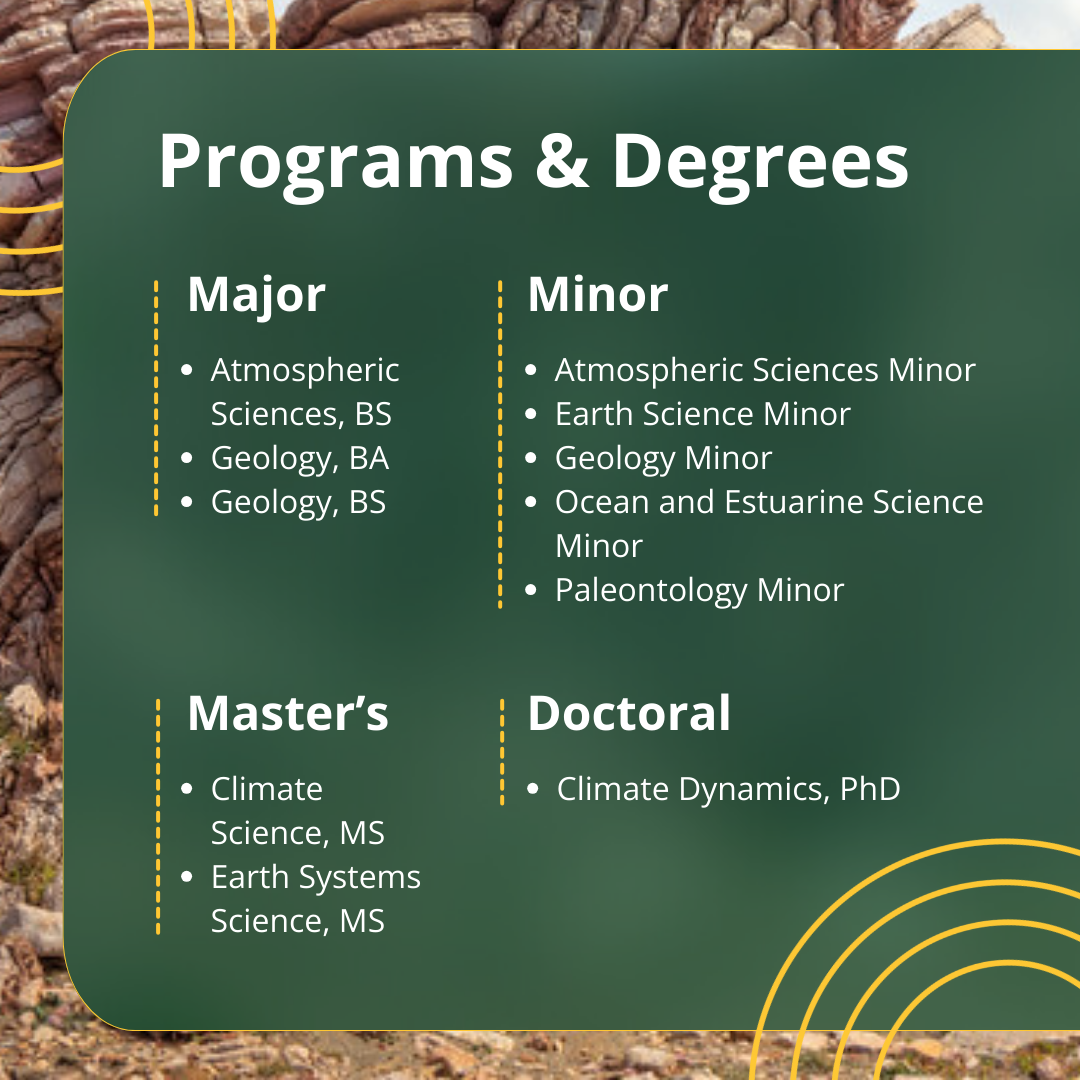 Programs & Degrees
Major
• Atmospheric
Sciences, BS
• Geology, BA
• Geology, BS
Minor
• Atmospheric Sciences Minor
• Earth Science Minor
• Geology Minor
• Ocean and Estuarine Science
Minor
• Paleontology Minor
Master’s
• Climate
Science, MS
• Earth Systems
Science, MS
Doctoral
• Climate Dynamics, PhD